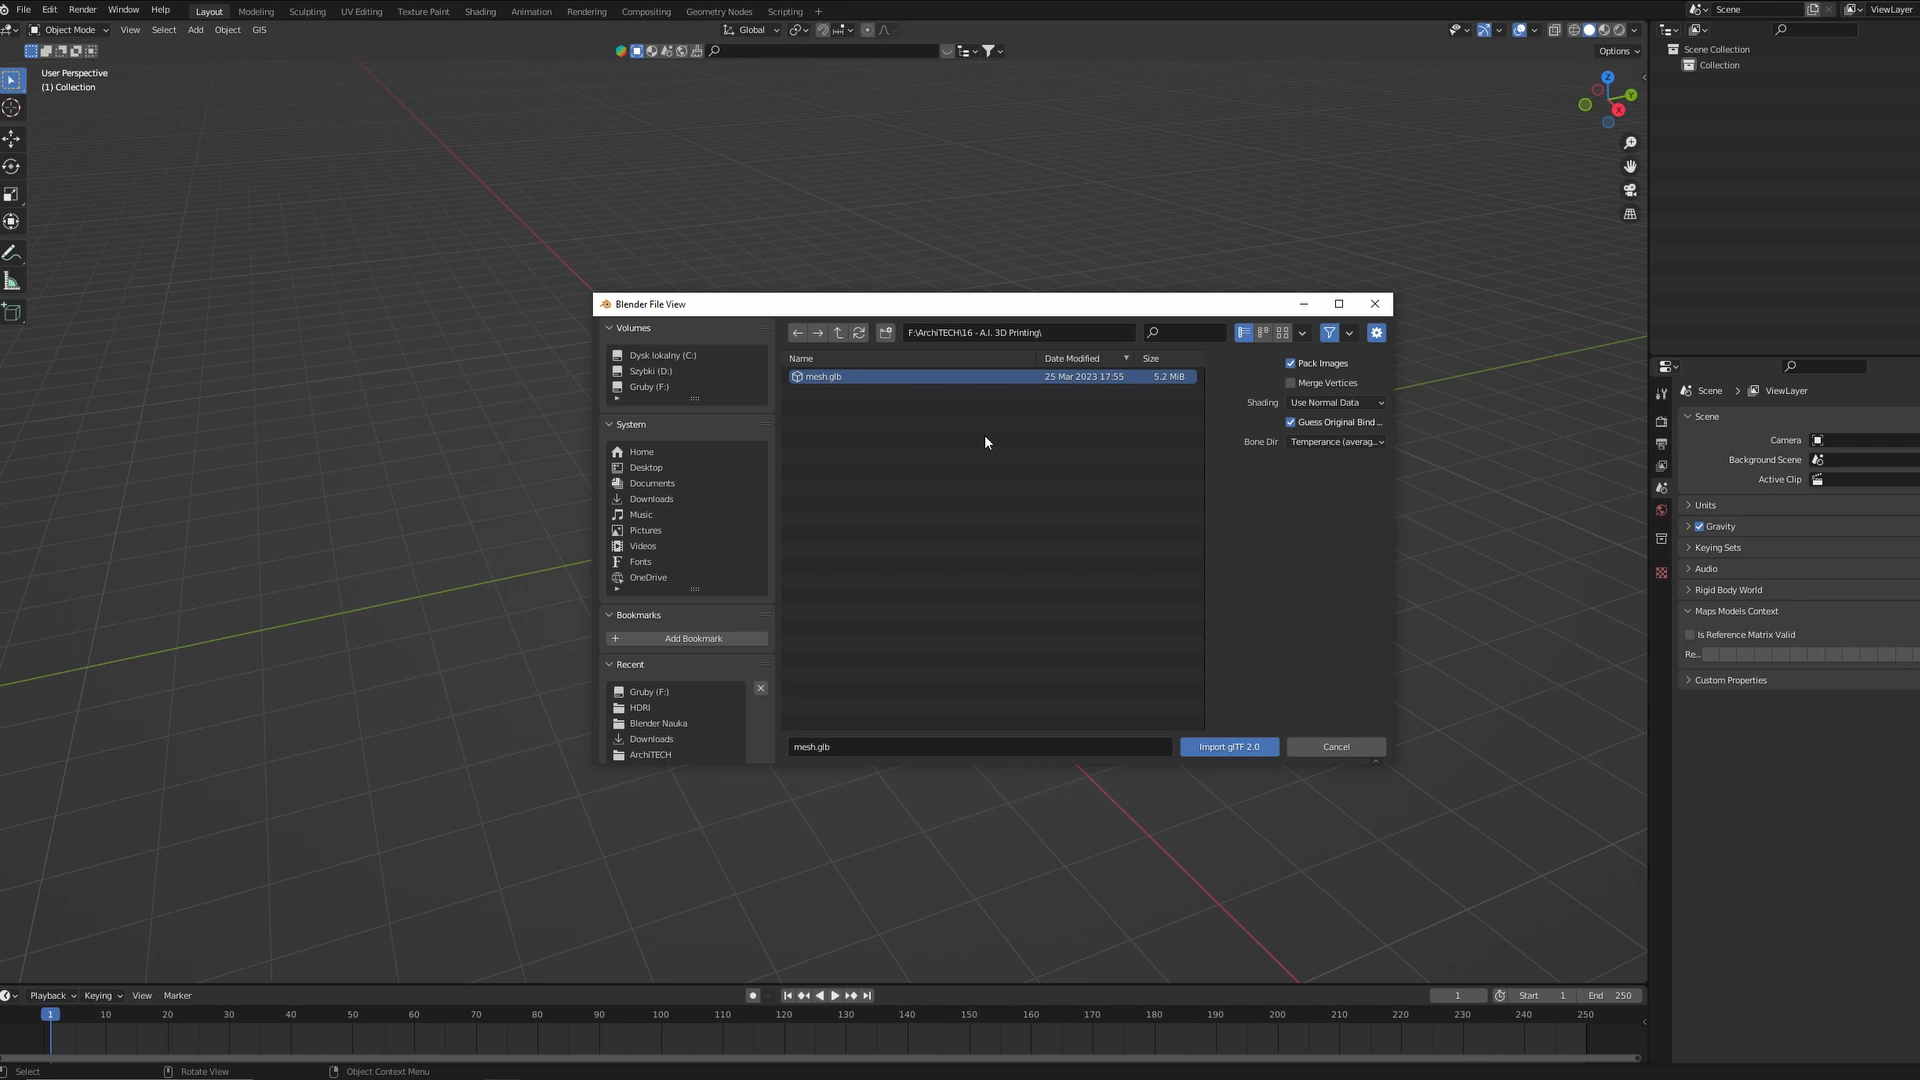 File Edit Render Window Help Layout Modeling Sculpting UV Editing Texture Paint Shading Animation Rendering Compositing Geometry Nodes Scripting + Scene ViewLayer
Object Mode View Select Add Object GIS Global
Options
User Perspective
(1) Collection
Scene Collection
Collection
Z
Y
X
Blender File View
Volumes
Dysk lokalny (C:)
Szybki (D:)
Gruby (F:)
System
Home
Desktop
Documents
Downloads
Music
Pictures
Videos
Fonts
OneDrive
Bookmarks
+ Add Bookmark
Recent
Gruby (F:)
HDRI
Blender Nauka
Downloads
ArchiTECH
F:\ArchiTECH\16 - A.I. 3D Printing\
Name Date Modified Size
mesh.glb 25 Mar 2023 17:55 5.2 MiB
Pack Images
Merge Vertices
Shading Use Normal Data
Guess Original Bind ...
Bone Dir Temperance (averag...
mesh.glb Import glTF 2.0 Cancel
Scene > ViewLayer
Scene
Camera
Background Scene
Active Clip
Units
Gravity
Keying Sets
Audio
Rigid Body World
Maps Models Context
Is Reference Matrix Valid
Re...
Custom Properties
Playback Keying View Marker 1 Start 1 End 250
1 10 20 30 40 50 60 70 80 90 100 110 120 130 140 150 160 170 180 190 200 210 220 230 240 250
Select Rotate View Object Context Menu